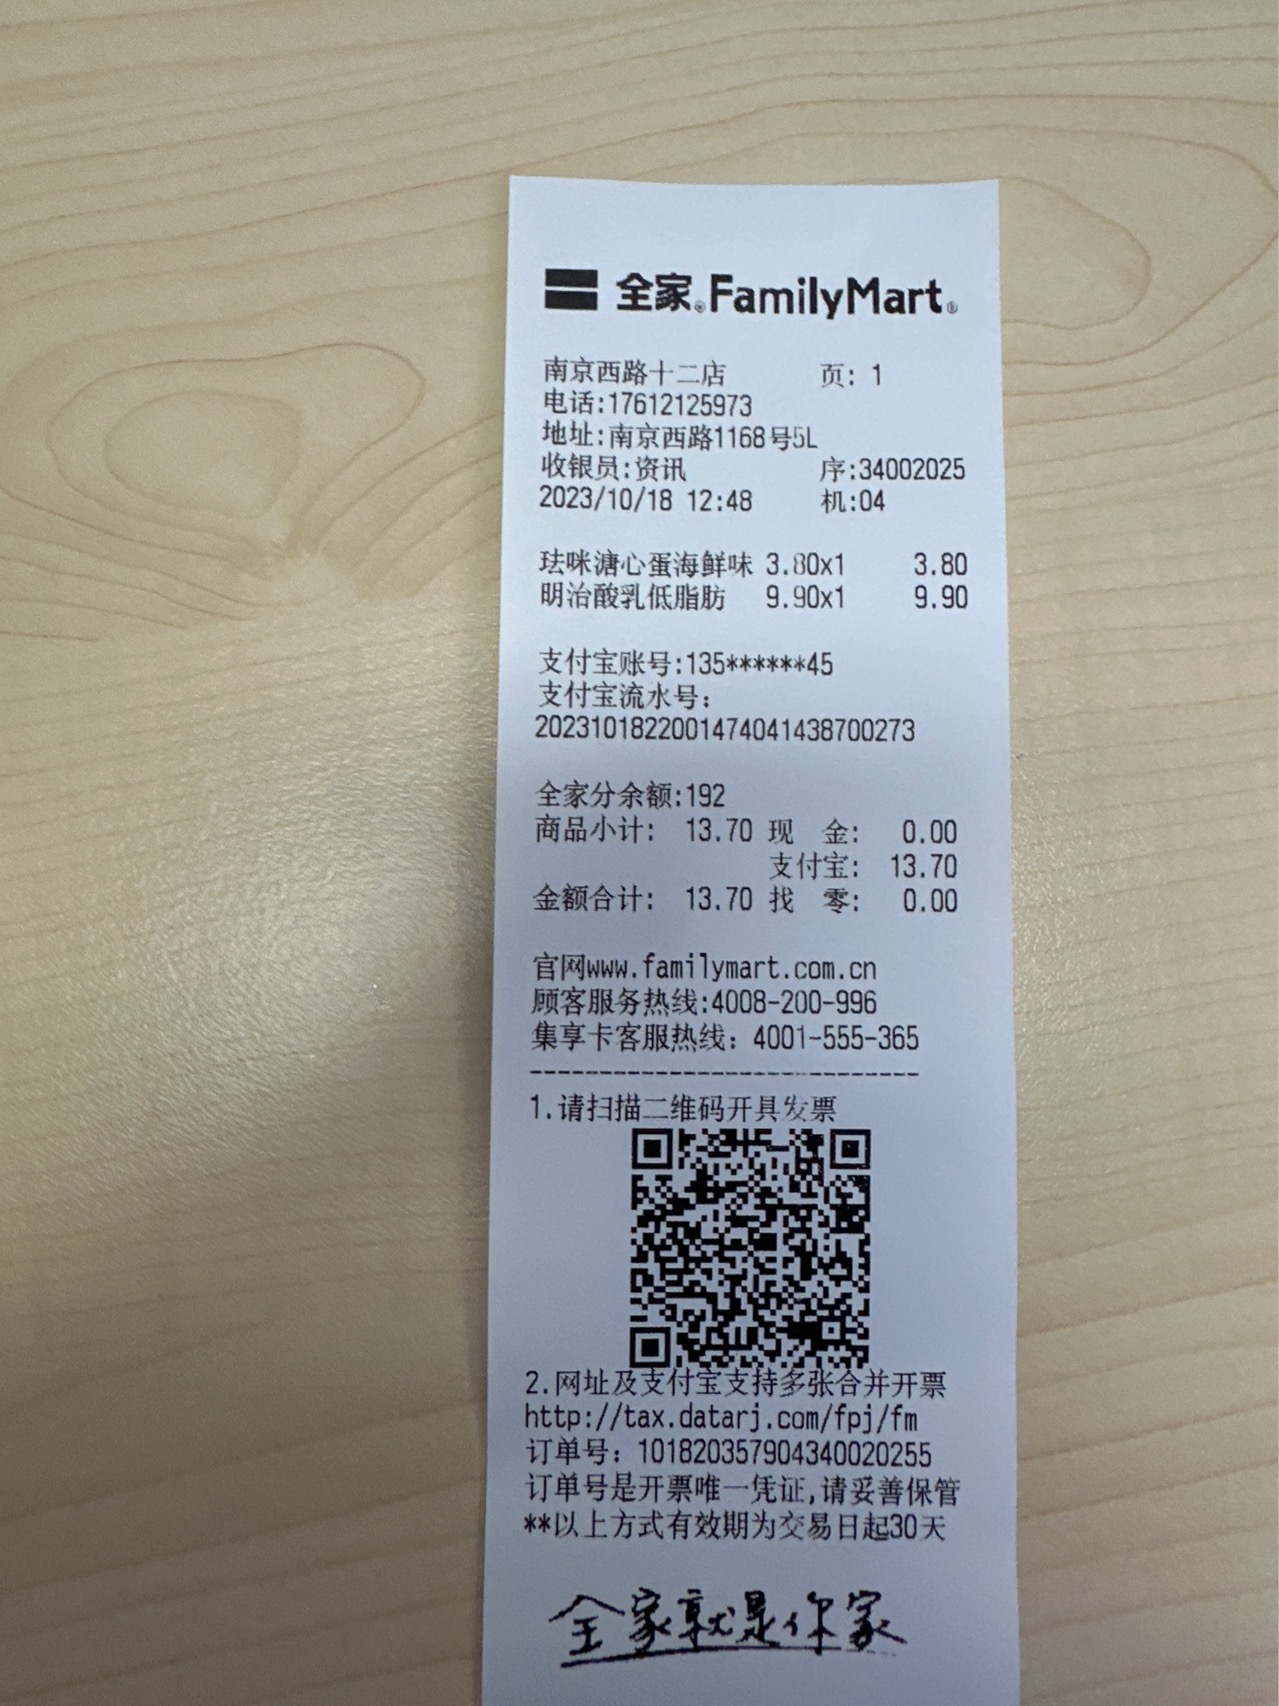 全家® FamilyMart®
南京西路十二店 页: 1
电话:17612125973
地址:南京西路1168号5L
收银员:资讯 序:34002025
2023/10/18 12:48 机:04
珐咪溏心蛋海鲜味 3.80x1 3.80
明治酸乳低脂肪 9.90x1 9.90
支付宝账号:135******45
支付宝流水号:
2023101822001474041438700273
全家分余额:192
商品小计: 13.70 现 金: 0.00
支付宝: 13.70
金额合计: 13.70 找 零: 0.00
官网www.familymart.com.cn
顾客服务热线:4008-200-996
集享卡客服热线: 4001-555-365
----------------------------
1.请扫描二维码开具发票
2.网址及支付宝支持多张合并开票
http://tax.datarj.com/fpj/fm
订单号: 101820357904340020255
订单号是开票唯一凭证,请妥善保管
**以上方式有效期为交易日起30天
全家就是你家